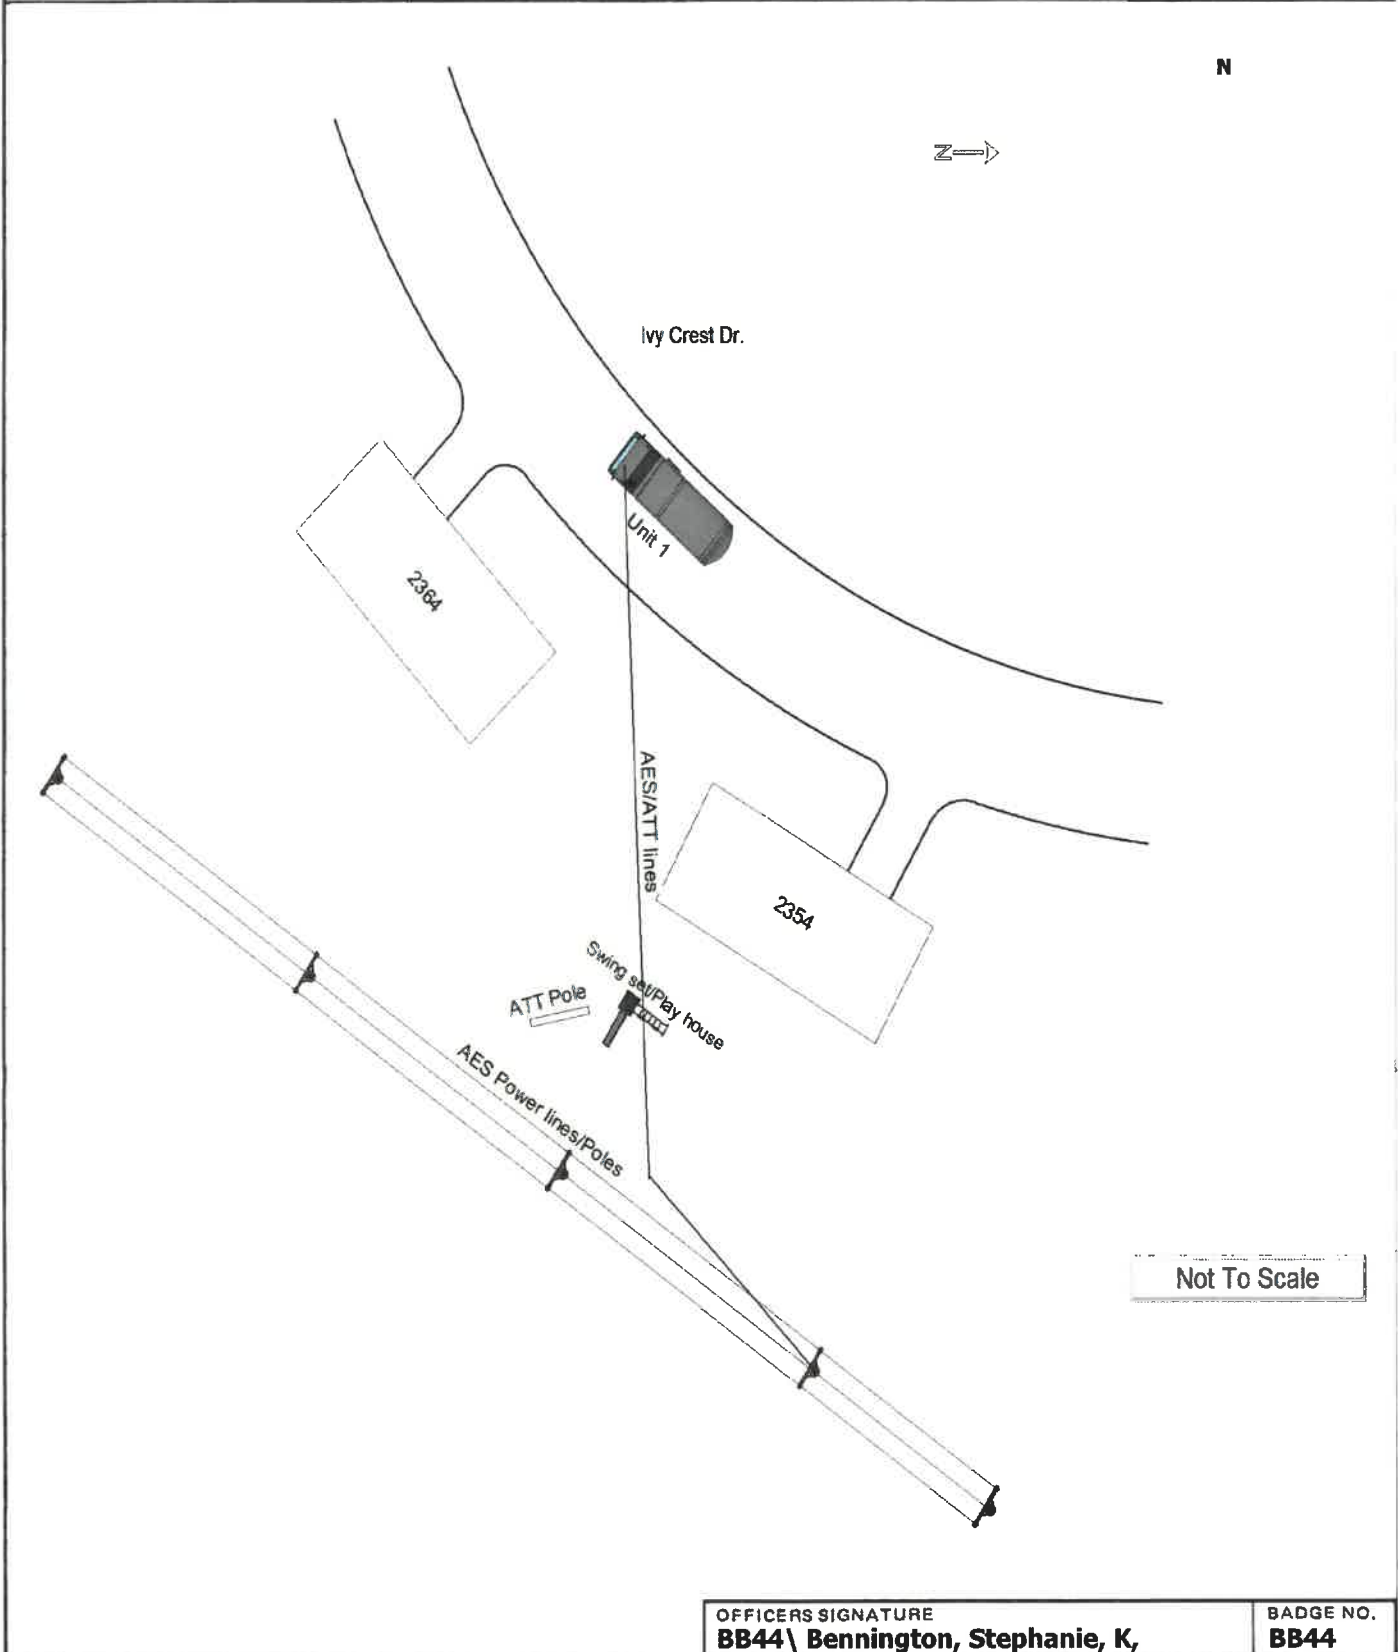 N
Z
Ivy Crest Dr.
Unit 1
2364
AES/ATT lines
2354
Swing set/Play house
ATT Pole
AES Power lines/Poles
Not To Scale
OFFICERS SIGNATURE
BB44\ Bennington, Stephanie, K,
BADGE NO.
BB44